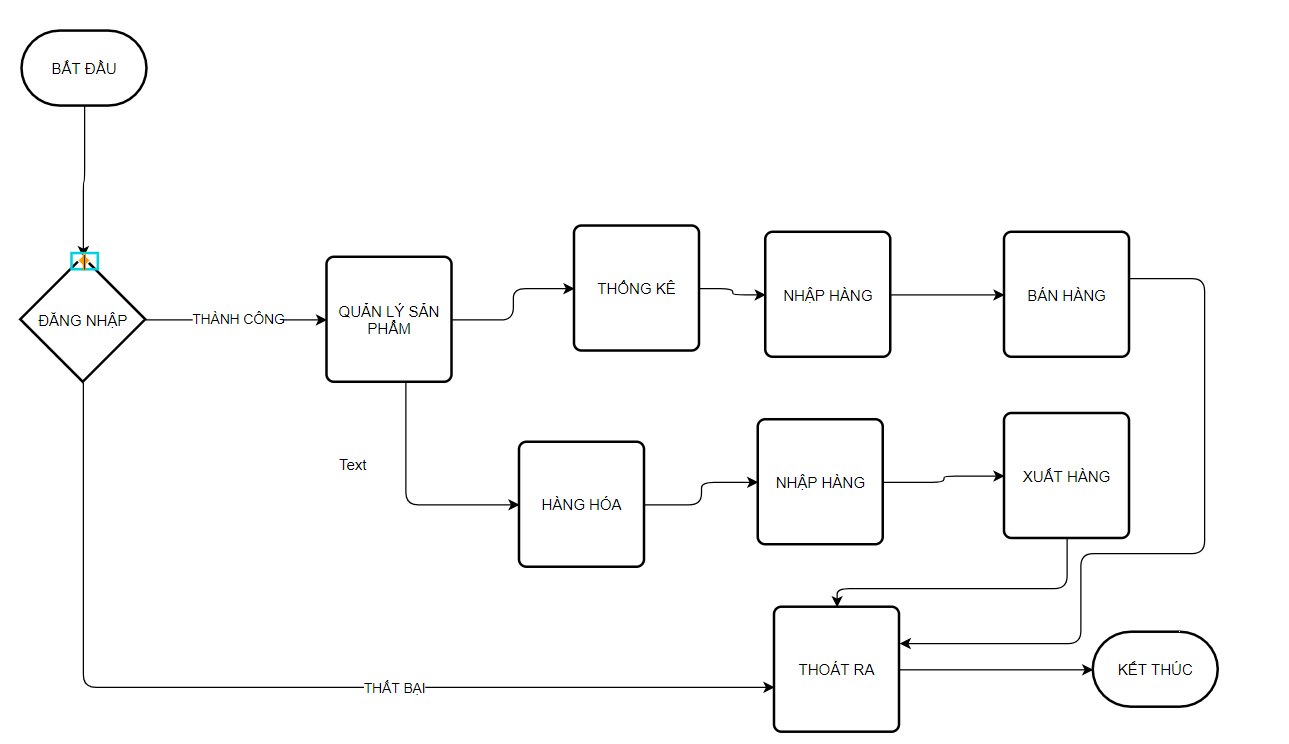 BẮT ĐẦU
ĐĂNG NHẬP
THÀNH CÔNG
QUẢN LÝ SẢN
PHẨM
THỐNG KÊ
NHẬP HÀNG
BÁN HÀNG
Text
HÀNG HÓA
NHẬP HÀNG
XUẤT HÀNG
THẤT BẠI
THOÁT RA
KẾT THÚC